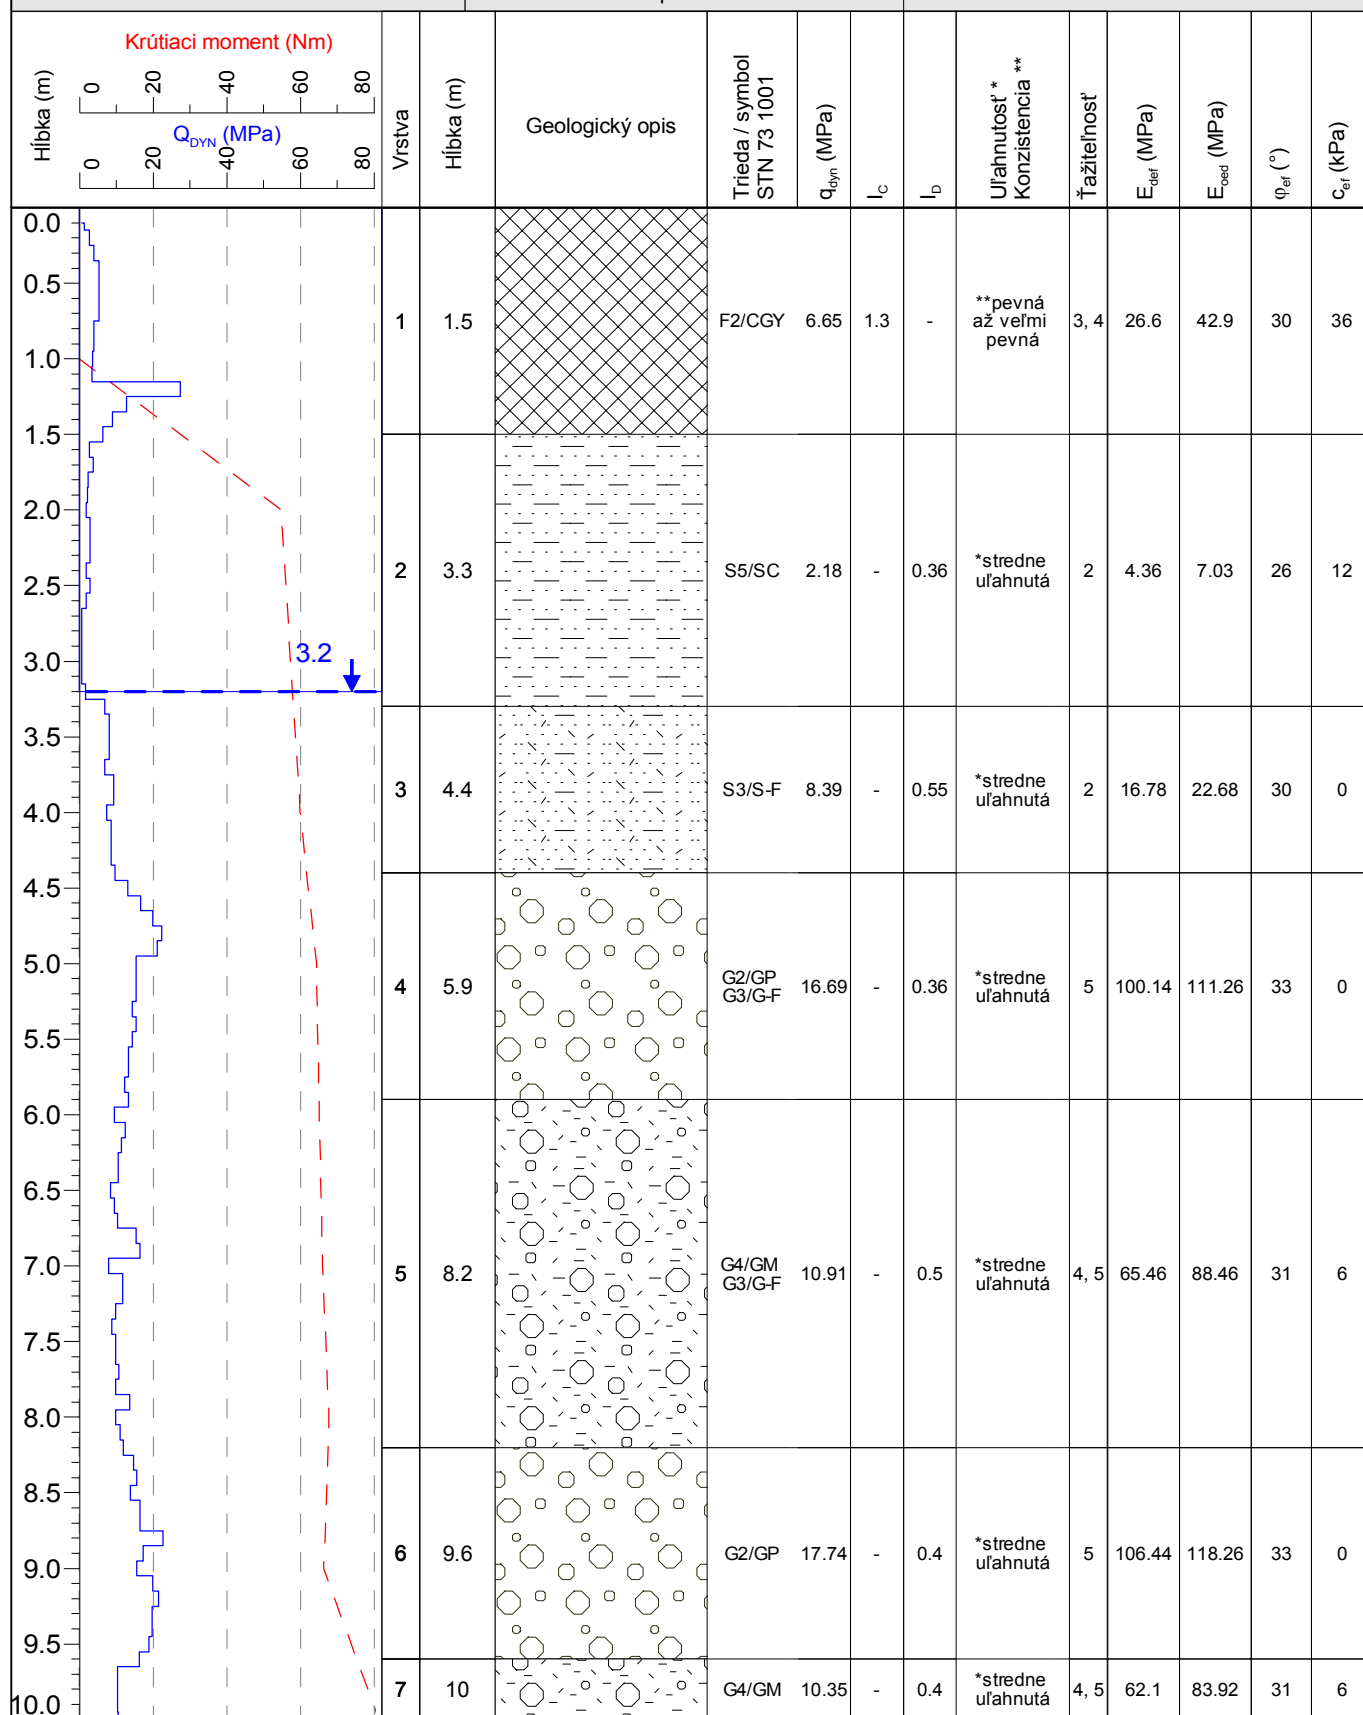 Krútiaci moment (Nm)
0 20 40 60 80
Q_DYN (MPa)
0 20 40 60 80
Hĺbka (m)
Vrstva
Hĺbka (m)
Geologický opis
Trieda / symbol
STN 73 1001
q_dyn (MPa)
I_C
I_D
Uľahnutosť *
Konzistencia **
Ťažiteľnosť
E_def (MPa)
E_oed (MPa)
φ_ef (°)
c_ef (kPa)
0.0
0.5
1.0
1.5
2.0
2.5
3.0
3.5
4.0
4.5
5.0
5.5
6.0
6.5
7.0
7.5
8.0
8.5
9.0
9.5
10.0
3.2
1 1.5 F2/CGY 6.65 1.3 - **pevná
až veľmi
pevná
3, 4 26.6 42.9 30 36
2 3.3 S5/SC 2.18 - 0.36 *stredne
uľahnutá
2 4.36 7.03 26 12
3 4.4 S3/S-F 8.39 - 0.55 *stredne
uľahnutá
2 16.78 22.68 30 0
4 5.9 G2/GP
G3/G-F
16.69 - 0.36 *stredne
uľahnutá
5 100.14 111.26 33 0
5 8.2 G4/GM
G3/G-F
10.91 - 0.5 *stredne
uľahnutá
4, 5 65.46 88.46 31 6
6 9.6 G2/GP 17.74 - 0.4 *stredne
uľahnutá
5 106.44 118.26 33 0
7 10 G4/GM 10.35 - 0.4 *stredne
uľahnutá
4, 5 62.1 83.92 31 6